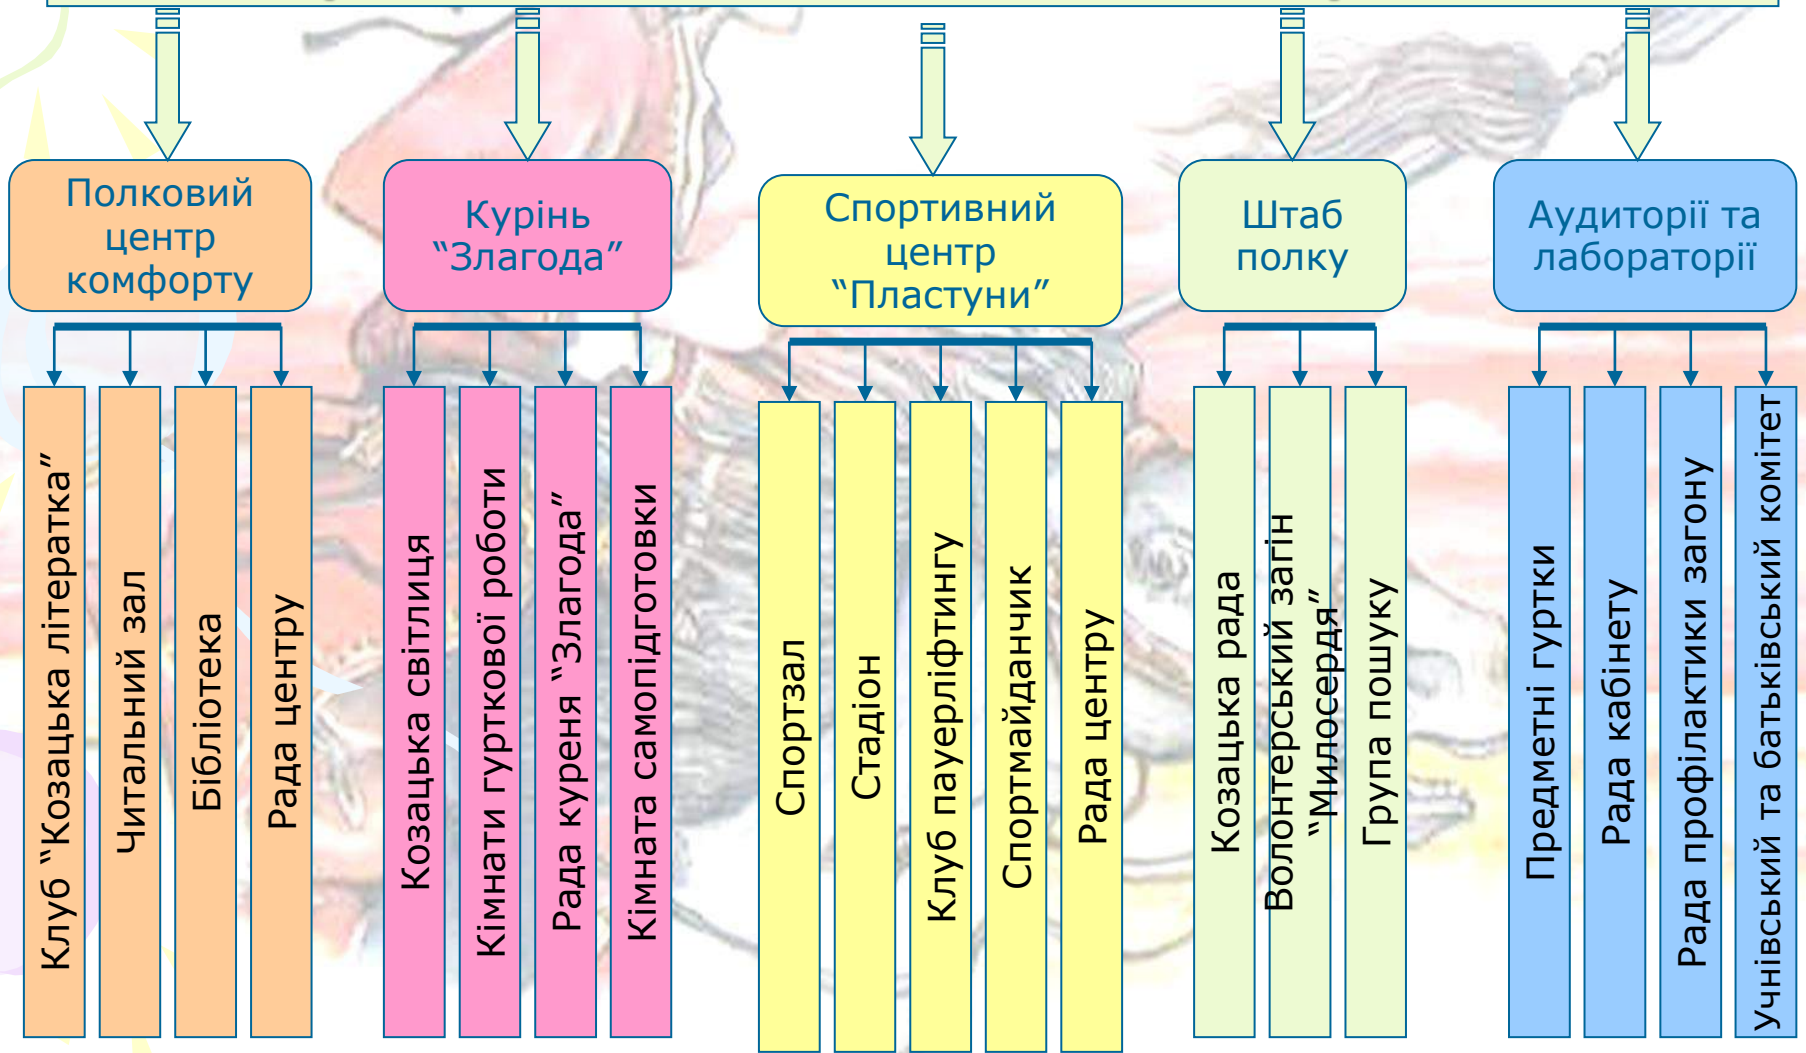 Полковий
центр
комфорту
Курінь
“Злагода”
Спортивний
центр
“Пластуни”
Штаб
полку
Аудиторії та
лабораторії
Клуб “Козацька літературка”
Читальний зал
Бібліотека
Рада центру
Козацька світлиця
Кімнати гурткової роботи
Рада куреня “Злагода”
Кімната самопідготовки
Спортзал
Стадіон
Клуб пауерліфтингу
Спортмайданчик
Рада центру
Козацька рада
Волонтерський загін
“Милосердя”
Група пошуку
Предметні гуртки
Рада кабінету
Рада профілактики загону
Учнівський та батьківський комітет